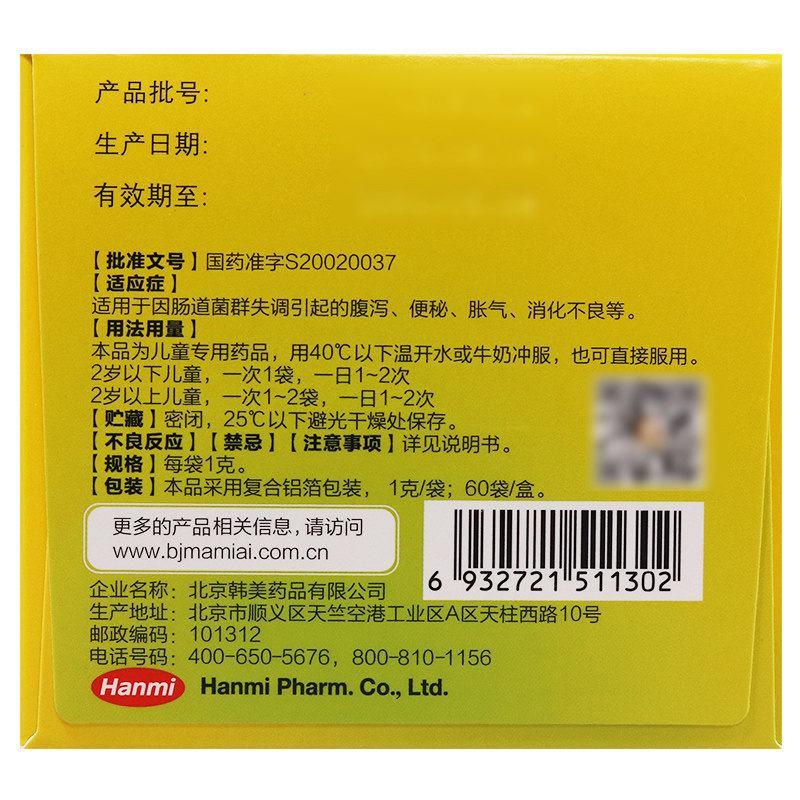 产品批号:
生产日期:
有效期至:
【批准文号】国药准字S20020037
【适应症】
适用于因肠道菌群失调引起的腹泻、便秘、胀气、消化不良等。
【用法用量】
本品为儿童专用药品，用40℃以下温开水或牛奶冲服，也可直接服用。
2岁以下儿童，一次1袋，一日1~2次
2岁以上儿童，一次1~2袋，一日1~2次
【贮藏】密闭，25℃以下避光干燥处保存。
【不良反应】【禁忌】【注意事项】详见说明书。
【规格】每袋1克。
【包装】本品采用复合铝箔包装， 1克/袋；60袋/盒。
更多的产品相关信息，请访问
www.bjmamiai.com.cn
6 932721 511302
企业名称：北京韩美药品有限公司
生产地址：北京市顺义区天竺空港工业区A区天柱西路10号
邮政编码：101312
电话号码：400-650-5676，800-810-1156
Hanmi Hanmi Pharm. Co., Ltd.